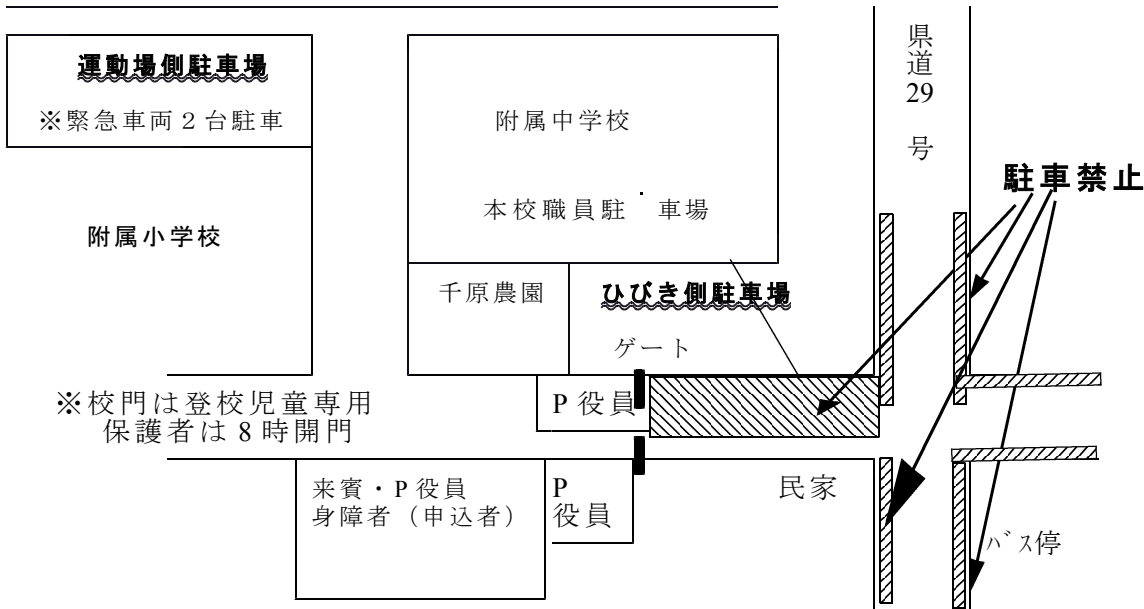 運動場側駐車場
※緊急車両２台駐車
附属小学校
附属中学校
本校職員駐 車場
県道
29
号
駐車禁止
千原農園
ひびき側駐車場
ゲート
※校門は登校児童専用
保護者は８時開門
P 役員
来賓・P 役員
身障者（申込者）
P
役員
民家
バス停